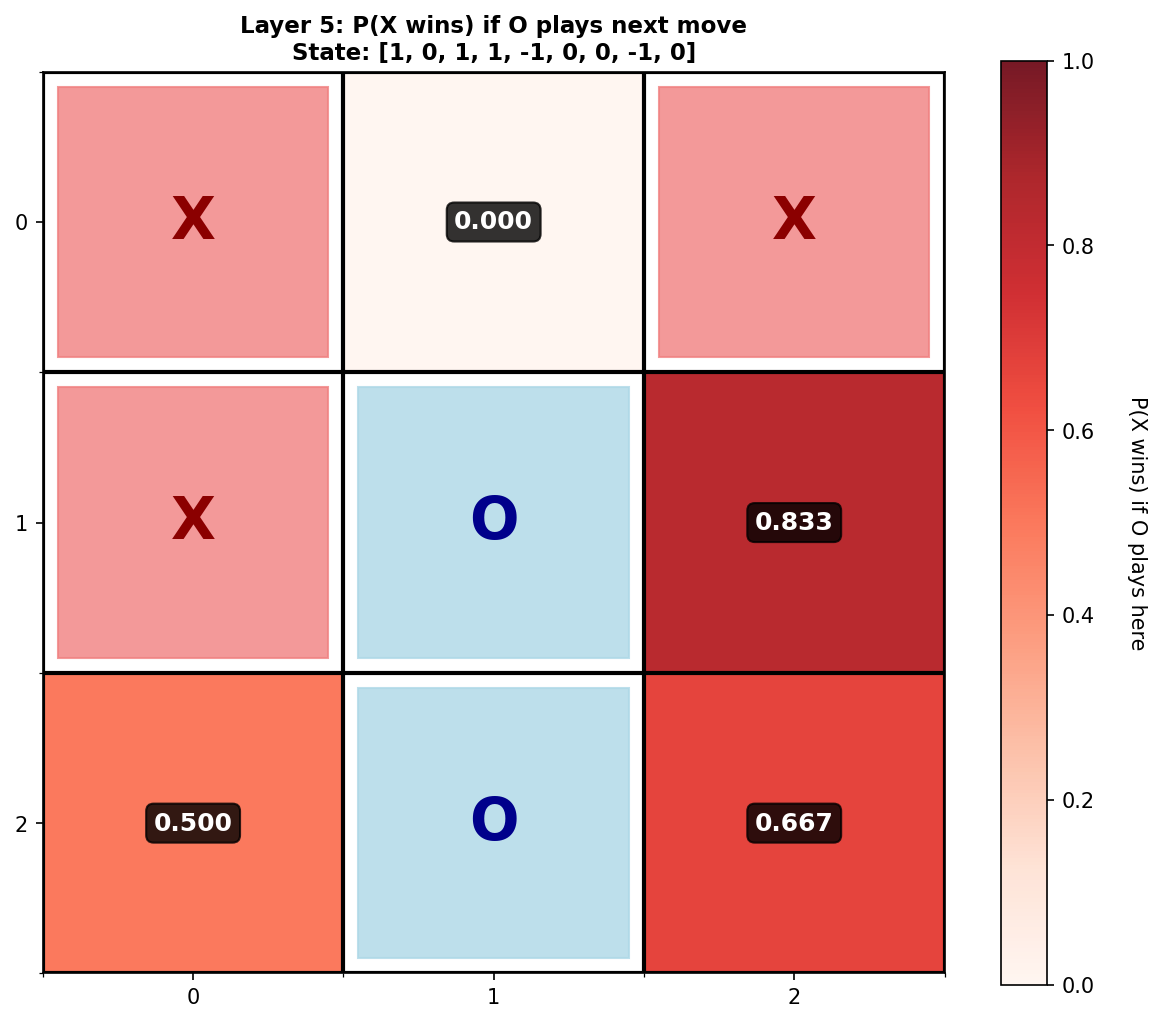 Layer 5: P(X wins) if O plays next move
State: [1, 0, 1, 1, -1, 0, 0, -1, 0]
0
X
0.000
X
1
X
O
0.833
2
0.500
O
0.667
0
1
2
1.0
0.8
0.6
0.4
0.2
0.0
P(X wins) if O plays here